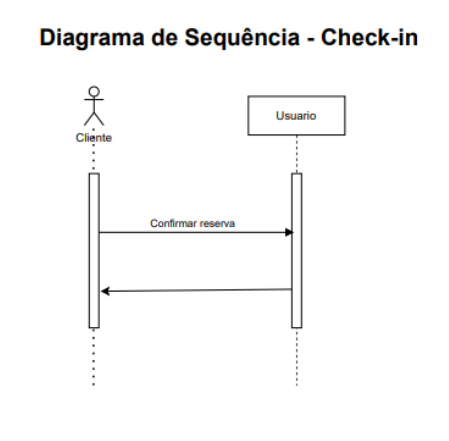 Diagrama de Sequência - Check-in
Usuario
Cliente
Confirmar reserva